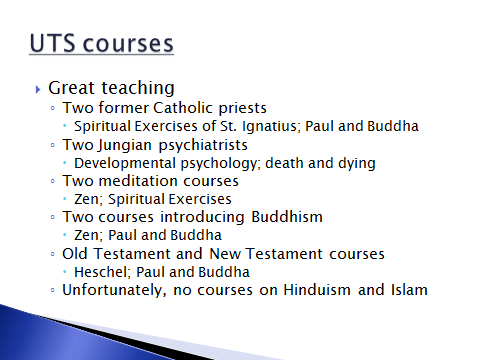 UTS courses
Great teaching
Two former Catholic priests
Spiritual Exercises of St. Ignatius; Paul and Buddha
Two Jungian psychiatrists
Developmental psychology; death and dying
Two meditation courses
Zen; Spiritual Exercises
Two courses introducing Buddhism
Zen; Paul and Buddha
Old Testament and New Testament courses
Heschel; Paul and Buddha
Unfortunately, no courses on Hinduism and Islam